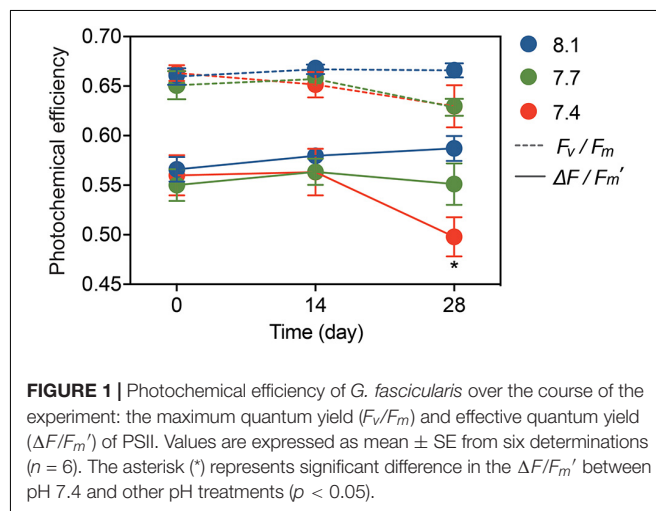 0.70
0.65
0.60
0.55
0.50
0.45
Photochemical efficiency
*
0
14
28
Time (day)
8.1
7.7
7.4
Fv / Fm
ΔF / Fm′
FIGURE 1 | Photochemical efficiency of G. fascicularis over the course of the
experiment: the maximum quantum yield (Fv/Fm) and effective quantum yield
(ΔF/Fm′) of PSII. Values are expressed as mean ± SE from six determinations
(n = 6). The asterisk (*) represents significant difference in the ΔF/Fm′ between
pH 7.4 and other pH treatments (p < 0.05).